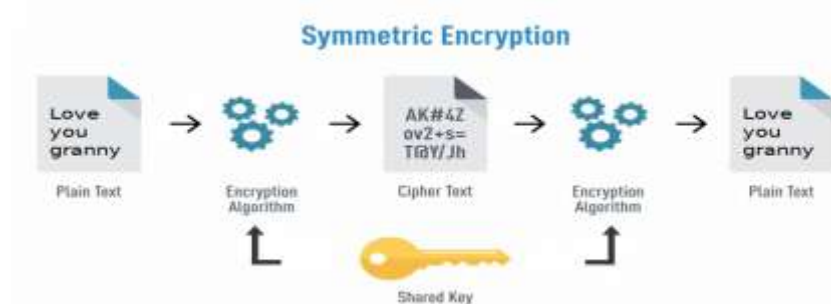 Symmetric Encryption
Love
you
granny
AK#4Z
ov2+s=
T@Y/Jh
Love
you
granny
Plain Text
Encryption
Algorithm
Cipher Text
Encryption
Algorithm
Plain Text
Shared Key